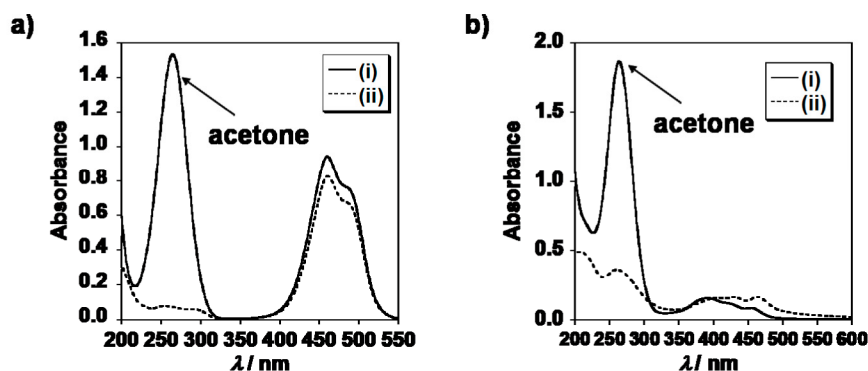 a)
1.6
1.4
1.2
1.0
0.8
0.6
0.4
0.2
0.0
Absorbance
200 250 300 350 400 450 500 550
λ / nm
acetone
(i)
(ii)
b)
2.0
1.5
1.0
0.5
0.0
Absorbance
200 250 300 350 400 450 500 550 600
λ / nm
acetone
(i)
(ii)